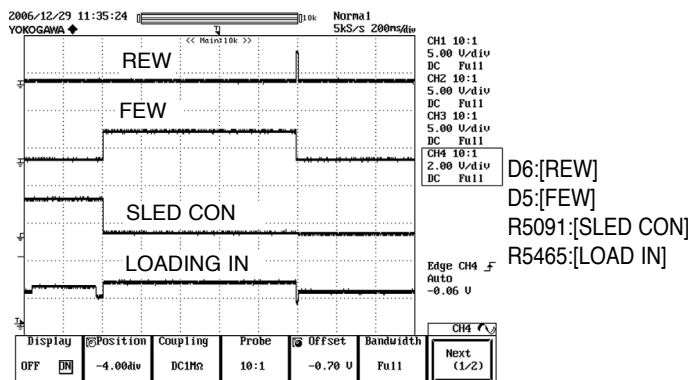 2006/12/29 11:35:24
10k
Normal
YOKOGAWA
5kS/s 200ms/div
<< Main:10k >>
REW
FEW
SLED CON
LOADING IN
CH1 10:1
5.00 V/div
DC Full
CH2 10:1
5.00 V/div
DC Full
CH3 10:1
5.00 V/div
DC Full
CH4 10:1
2.00 V/div
DC Full
D6:[REW]
D5:[FEW]
R5091:[SLED CON]
R5465:[LOAD IN]
Edge CH4
Auto
-0.06 V
CH4
Display
OFF ON
Position
-4.00div
Coupling
DC1MΩ
Probe
10:1
Offset
-0.70 V
Bandwidth
Full
Next
(1/2)